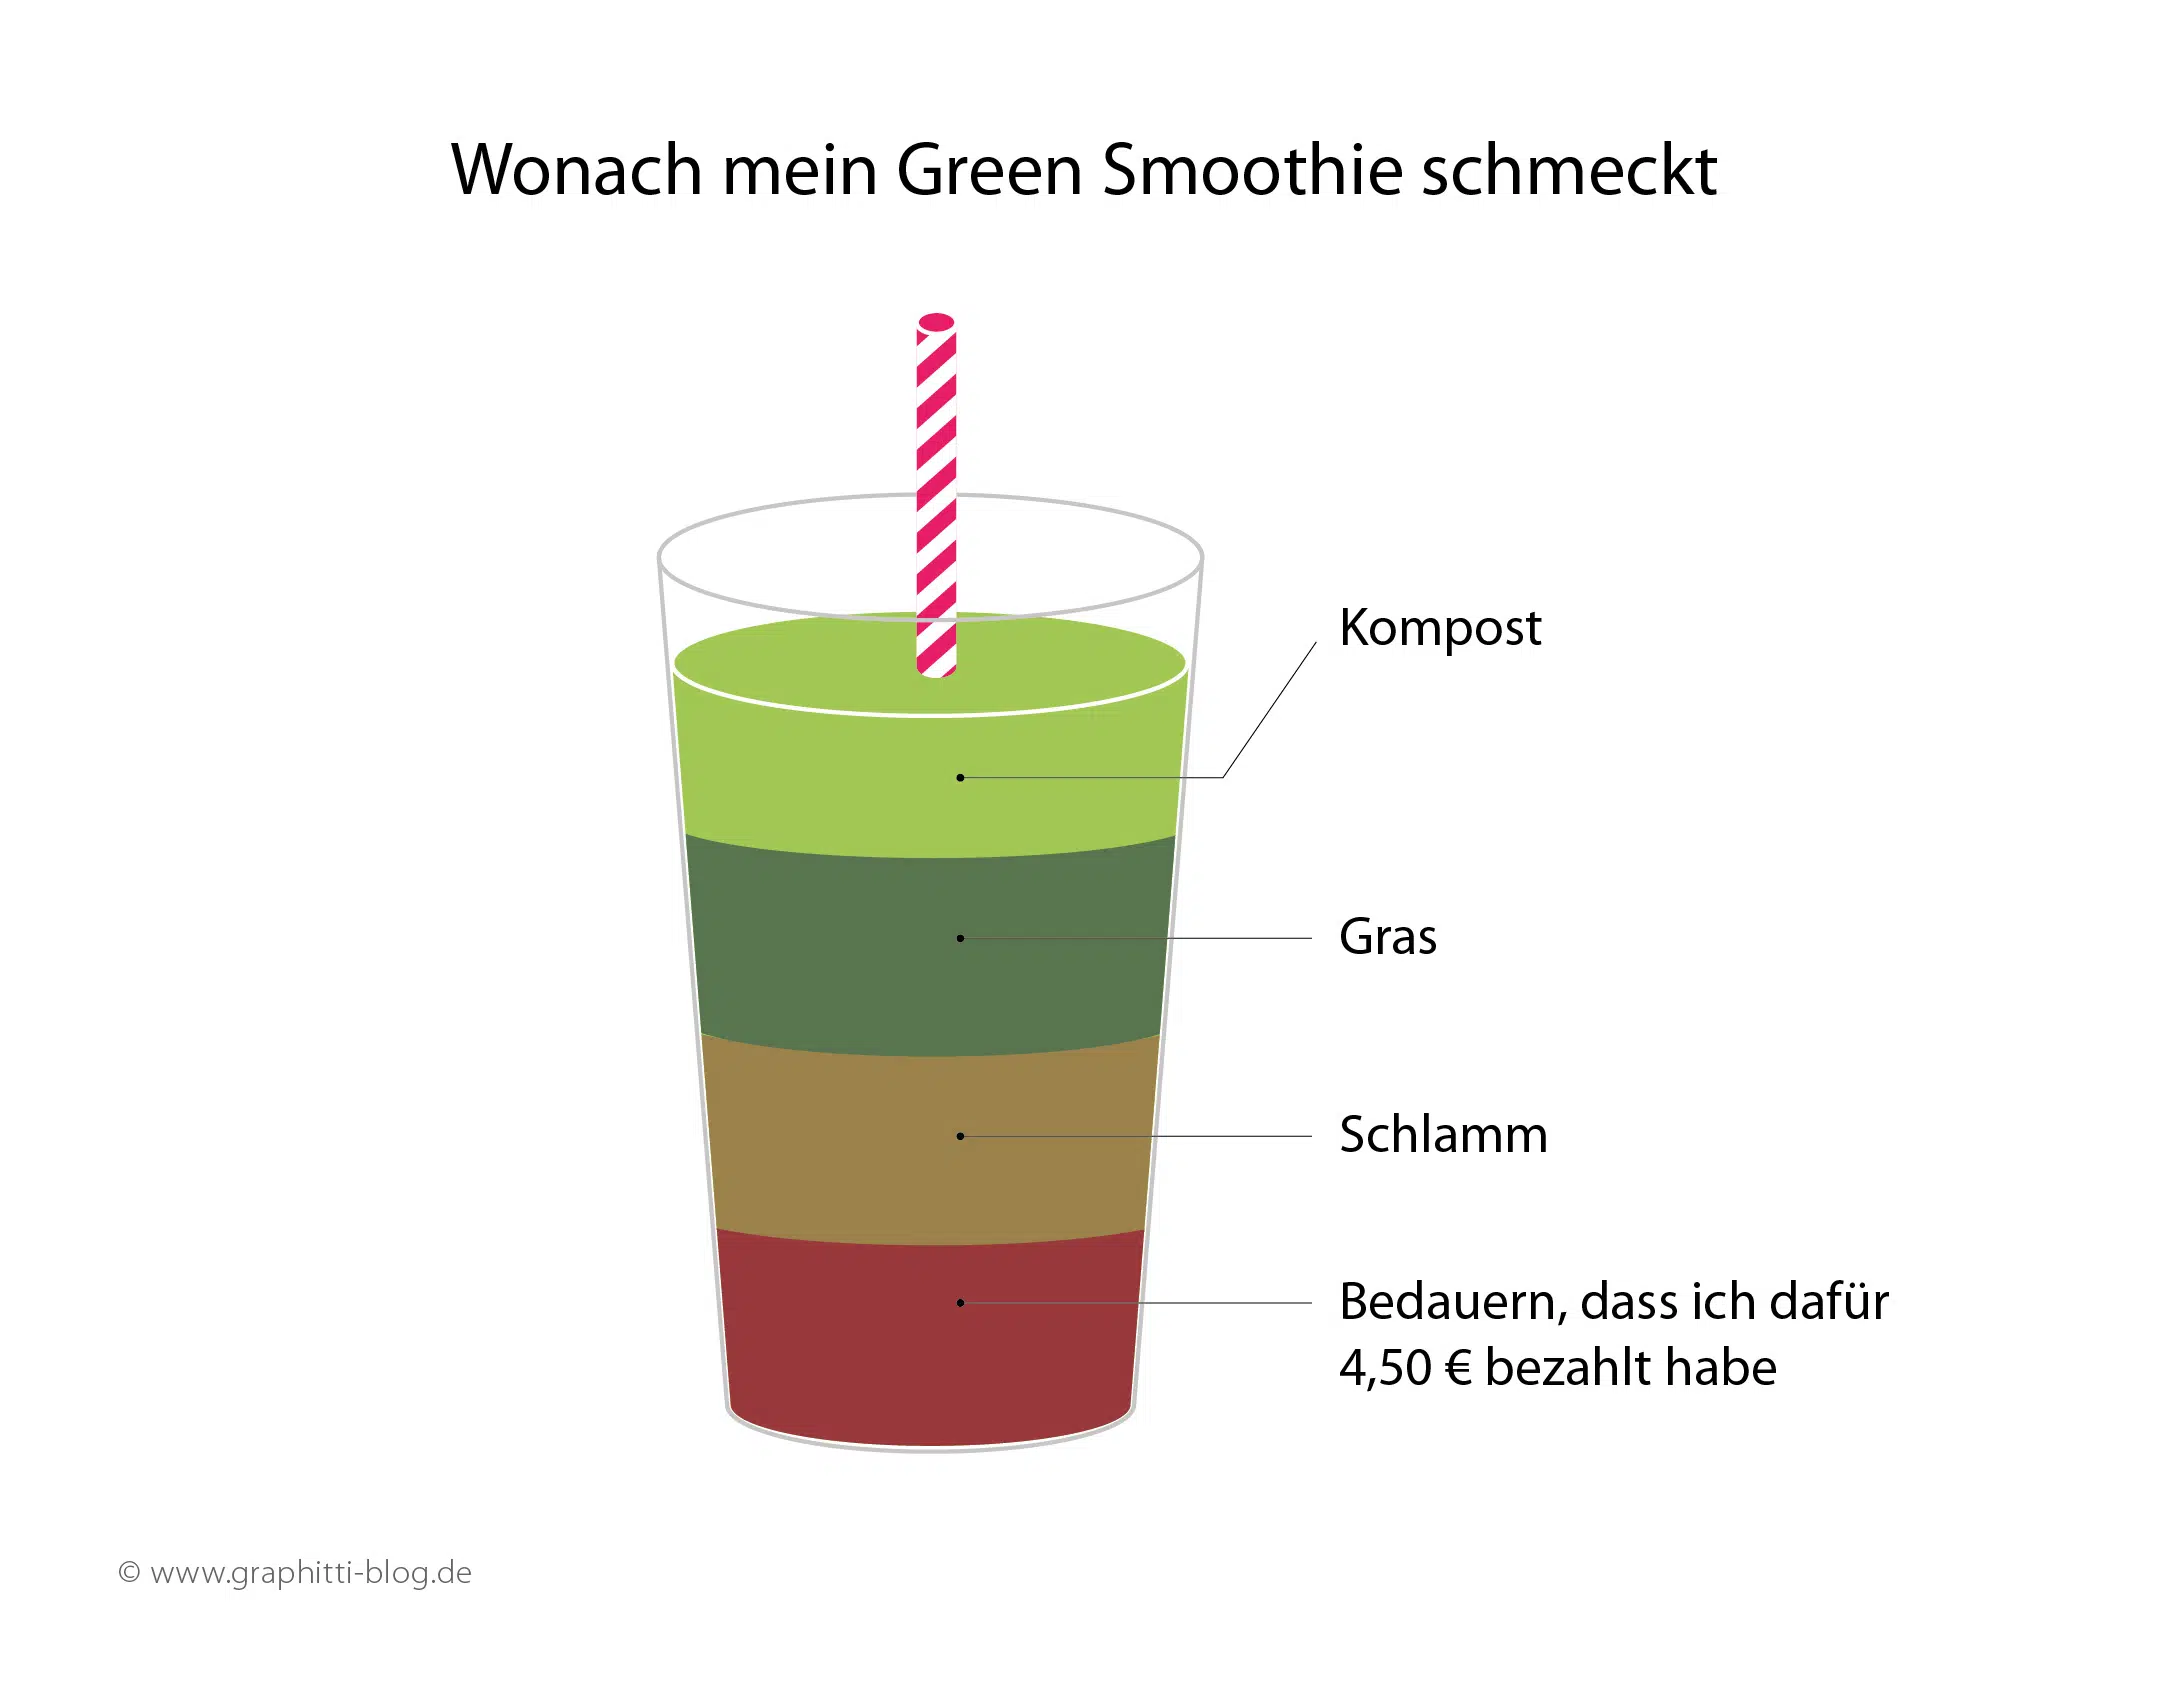 Wonach mein Green Smoothie schmeckt
Kompost
Gras
Schlamm
Bedauern, dass ich dafür
4,50 € bezahlt habe
© www.graphitti-blog.de